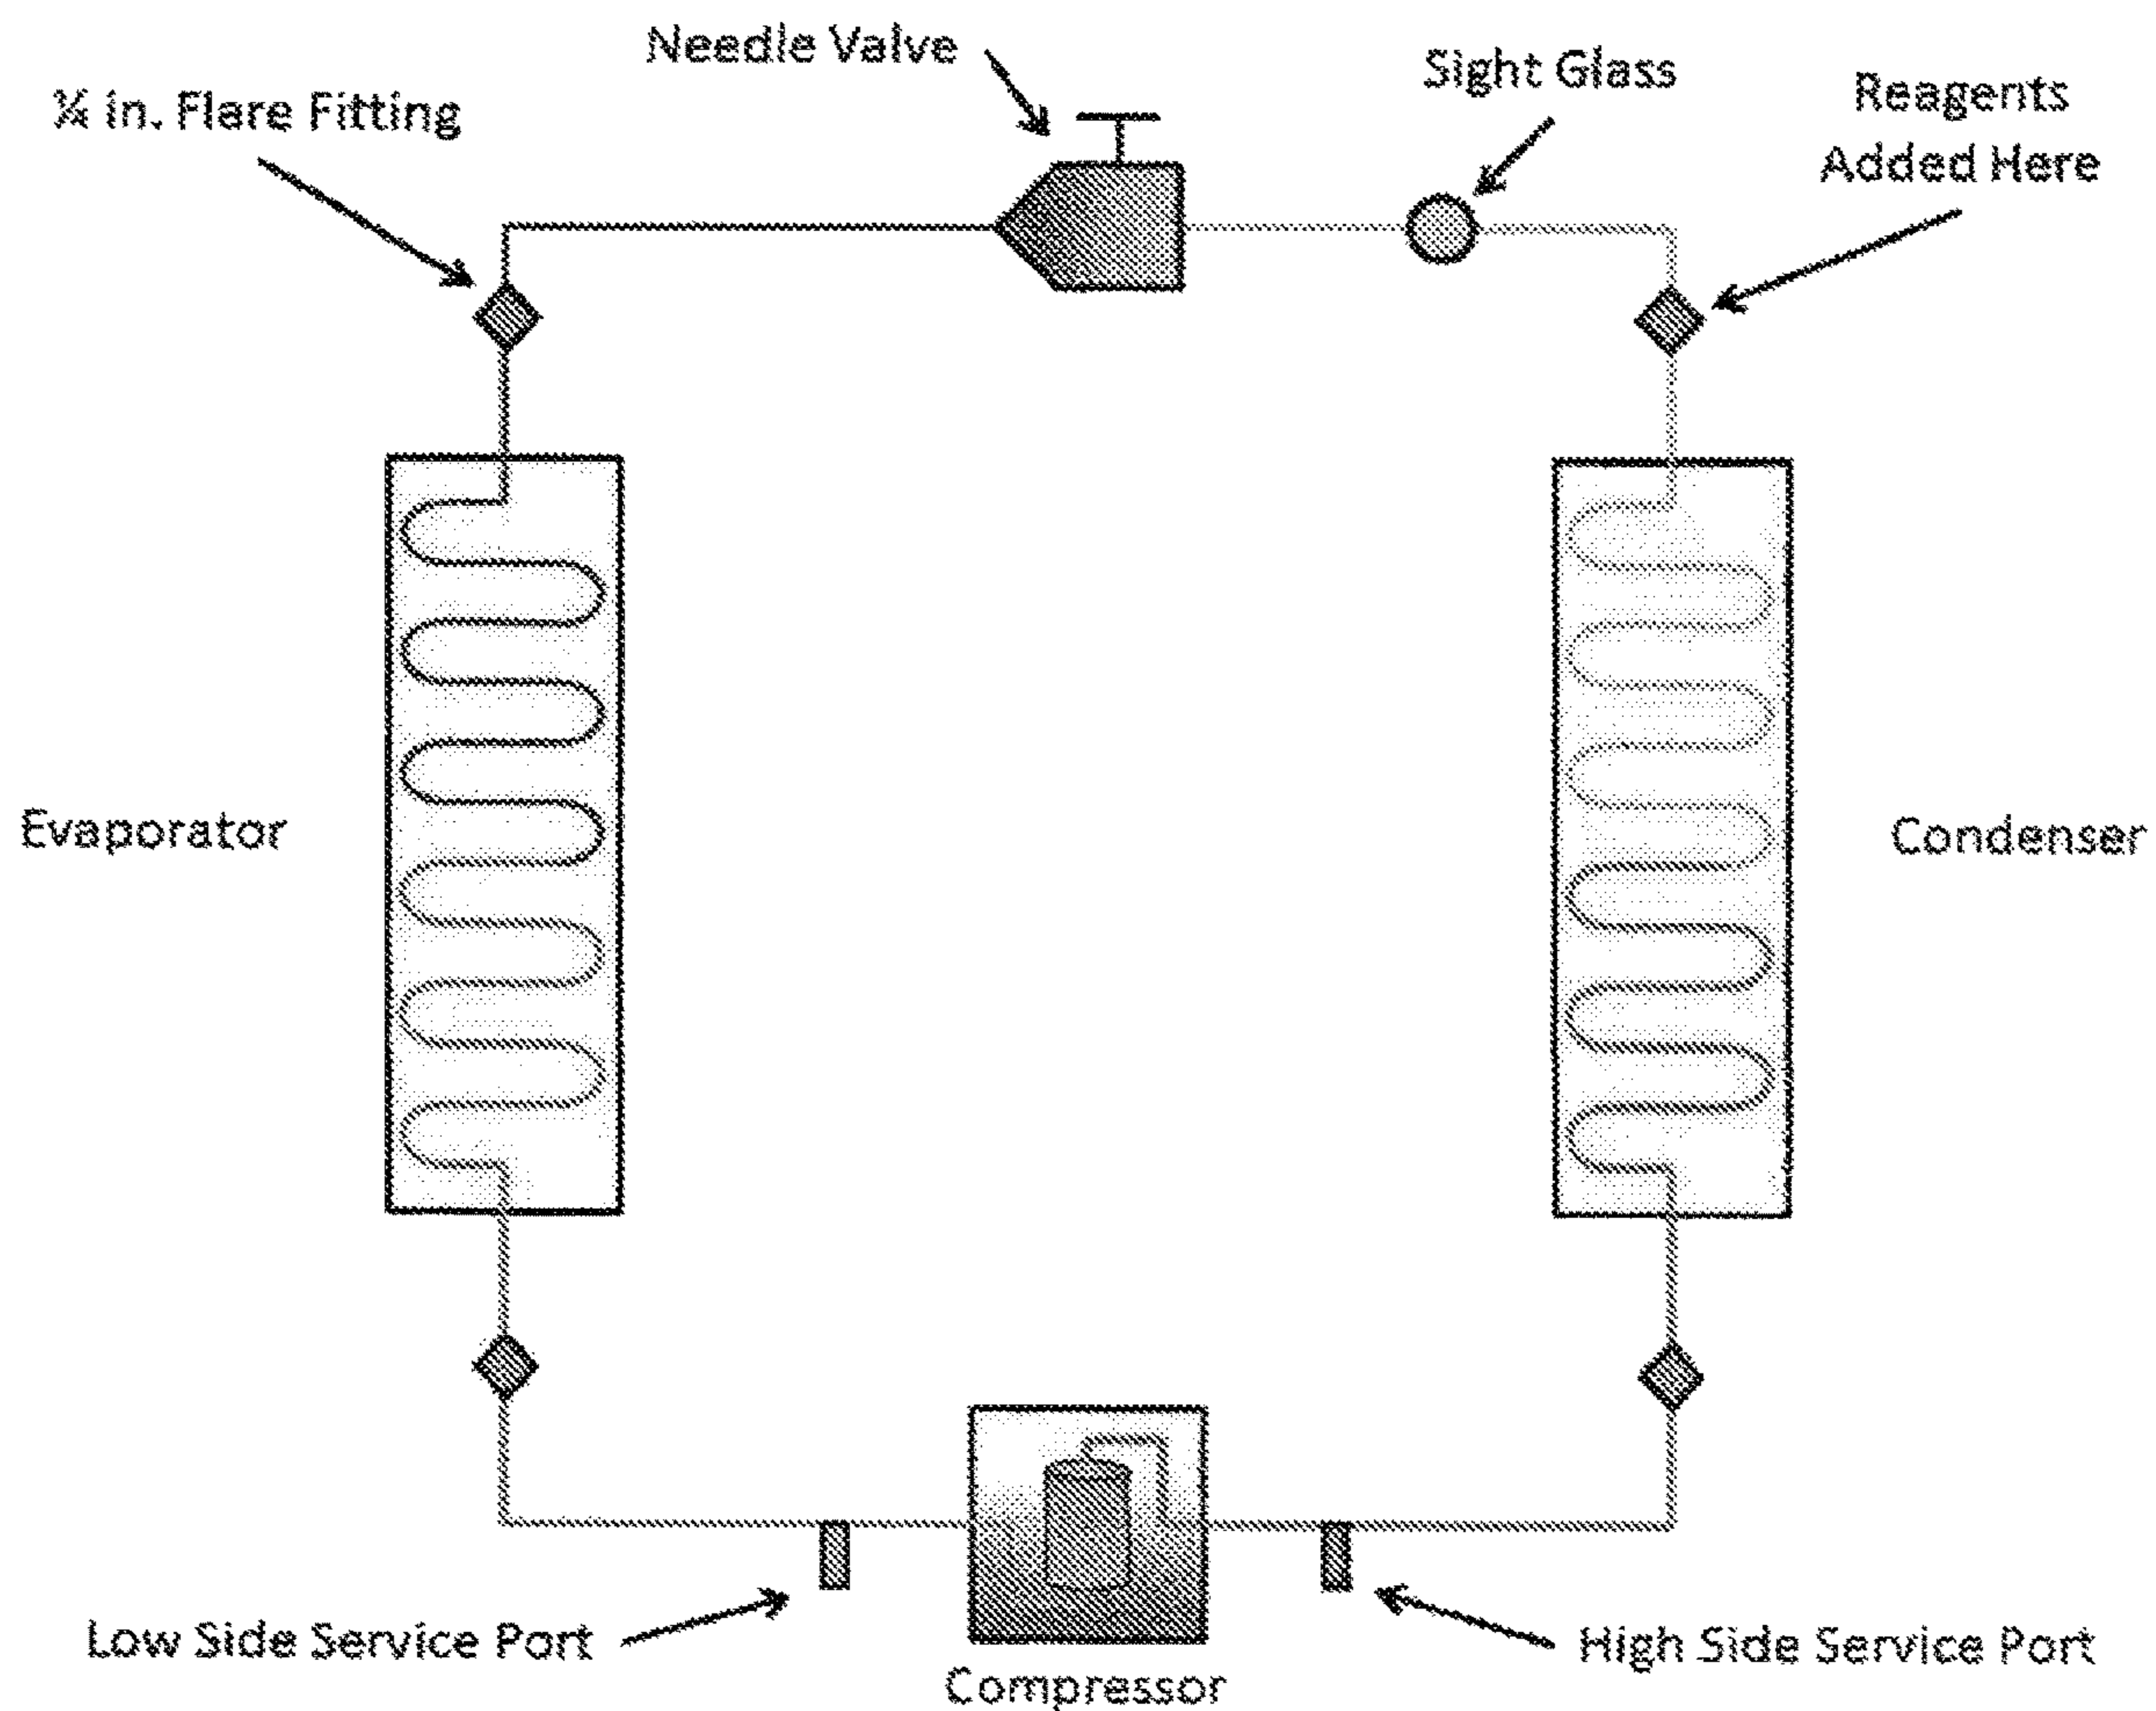 Needle Valve
Sight Glass
Reagents
Added Here
¼ in. Flare Fitting
Evaporator
Condenser
Low Side Service Port
High Side Service Port
Compressor